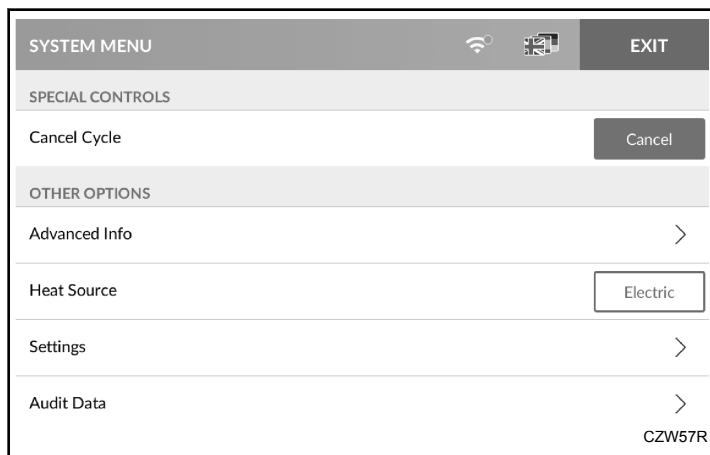 SYSTEM MENU EXIT
SPECIAL CONTROLS
Cancel Cycle Cancel
OTHER OPTIONS
Advanced Info
Heat Source Electric
Settings
Audit Data
CZW57R